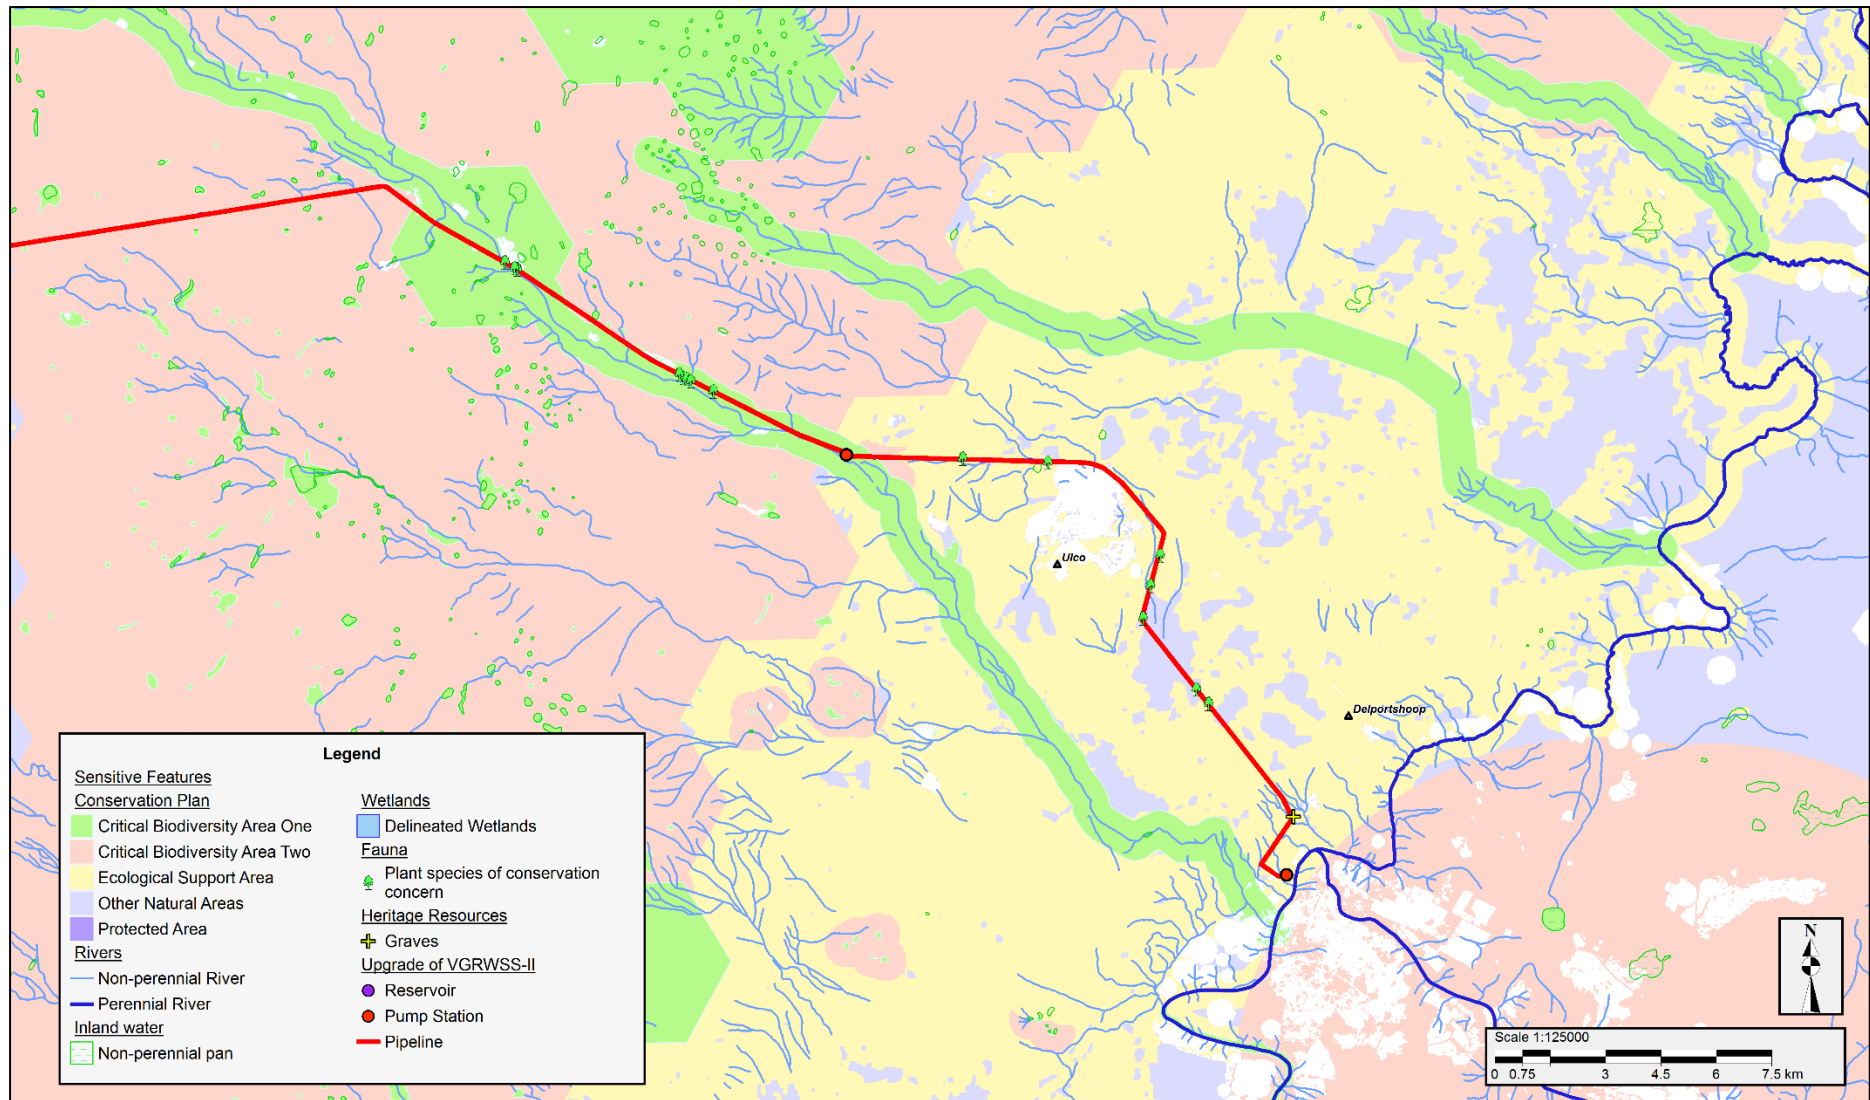 Ulco
Delportshoop
Legend
Sensitive Features
Conservation Plan
Critical Biodiversity Area One
Critical Biodiversity Area Two
Ecological Support Area
Other Natural Areas
Protected Area
Rivers
Non-perennial River
Perennial River
Inland water
Non-perennial pan
Wetlands
Delineated Wetlands
Fauna
Plant species of conservation
concern
Heritage Resources
Graves
Upgrade of VGRWSS-II
Reservoir
Pump Station
Pipeline
N
Scale 1:125000
0 0.75 3 4.5 6 7.5 km